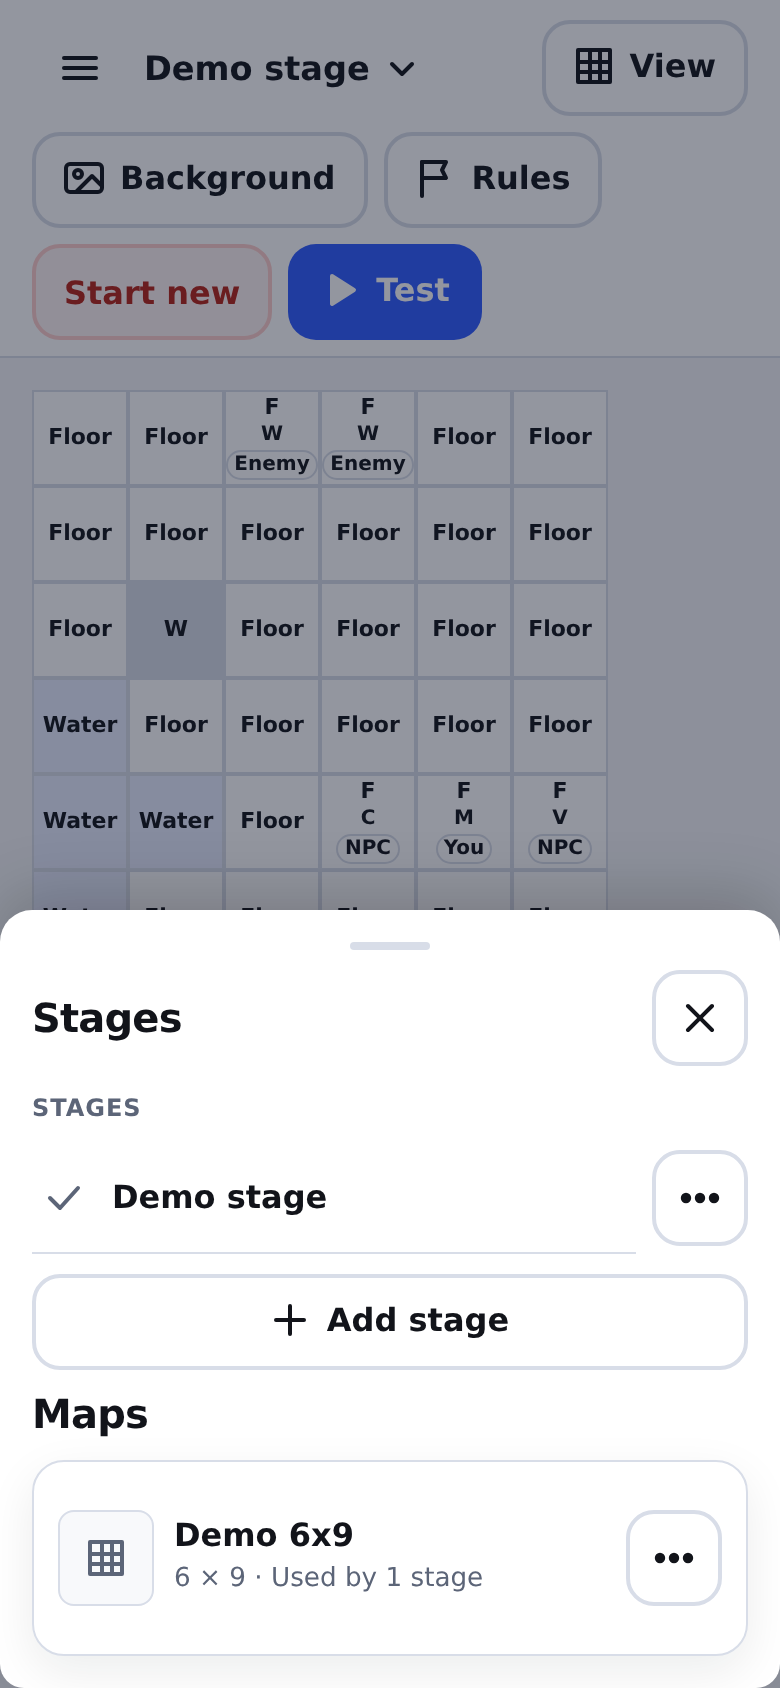 Demo stage
View
Background
Rules
Start new
Test
Floor Floor F F Floor Floor
W W
Enemy Enemy
Floor Floor Floor Floor Floor Floor
Floor W Floor Floor Floor Floor
Water Floor Floor Floor Floor Floor
Water Water Floor F F F
C M V
NPC You NPC
Stages
STAGES
Demo stage
Add stage
Maps
Demo 6x9
6 × 9 · Used by 1 stage